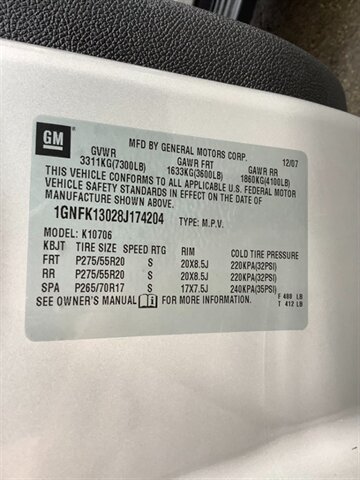 GM
MFD BY GENERAL MOTORS CORP. 12/07
GVWR GAWR FRT GAWR RR
3311KG(7300LB) 1633KG(3600LB) 1860KG(4100LB)
THIS VEHICLE CONFORMS TO ALL APPLICABLE U.S. FEDERAL MOTOR
VEHICLE SAFETY STANDARDS IN EFFECT ON THE DATE OF
MANUFACTURE SHOWN ABOVE.
1GNFK13028J174204 TYPE: M.P.V.
MODEL: K10706
KBJT TIRE SIZE SPEED RTG RIM COLD TIRE PRESSURE
FRT P275/55R20 S 20X8.5J 220KPA(32PSI)
RR P275/55R20 S 20X8.5J 220KPA(32PSI)
SPA P265/70R17 S 17X7.5J 240KPA(35PSI)
SEE OWNER'S MANUAL FOR MORE INFORMATION. F 488 LB
T 412 LB